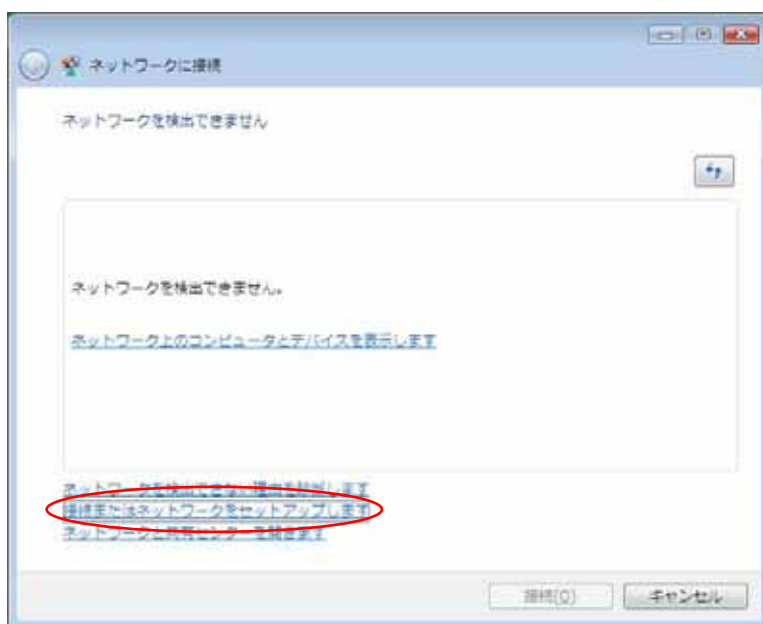 ネットワークに接続
ネットワークを検出できません
ネットワークを検出できません。
ネットワーク上のコンピュータとデバイスを表示します
ネットワークを検出できない理由を診断します
接続またはネットワークをセットアップします
ネットワークと共有センターを開きます
接続(O) キャンセル